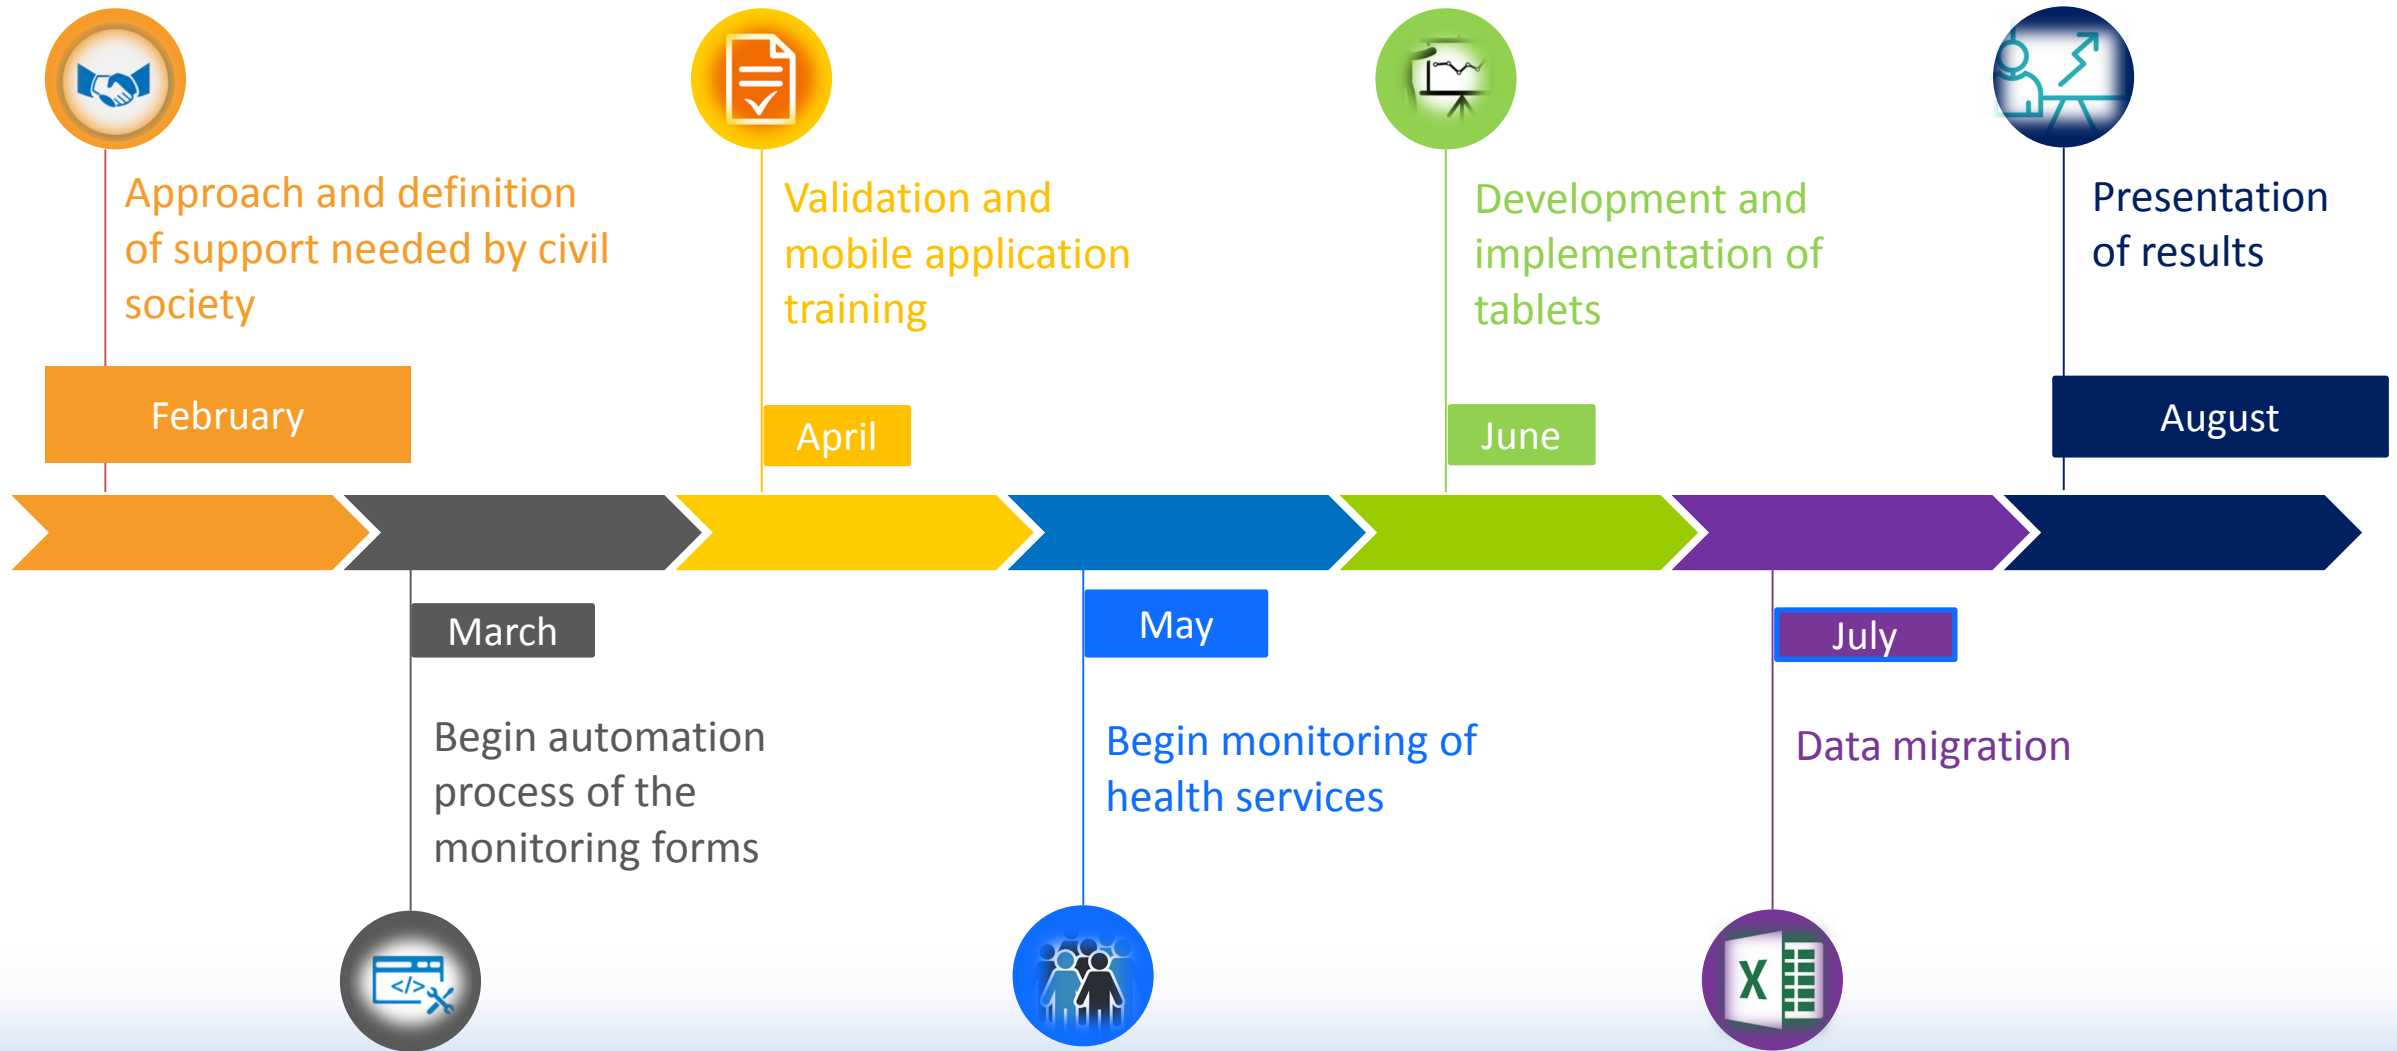 Approach and definition
of support needed by civil
society
February
March
Begin automation
process of the
monitoring forms
</>
Validation and
mobile application
training
April
May
Begin monitoring of
health services
Development and
implementation of
tablets
June
July
Data migration
X
Presentation
of results
August